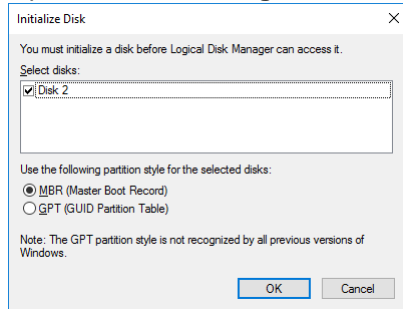 Initialize Disk
You must initialize a disk before Logical Disk Manager can access it.
Select disks:
Disk 2
Use the following partition style for the selected disks:
MBR (Master Boot Record)
GPT (GUID Partition Table)
Note: The GPT partition style is not recognized by all previous versions of
Windows.
OK Cancel